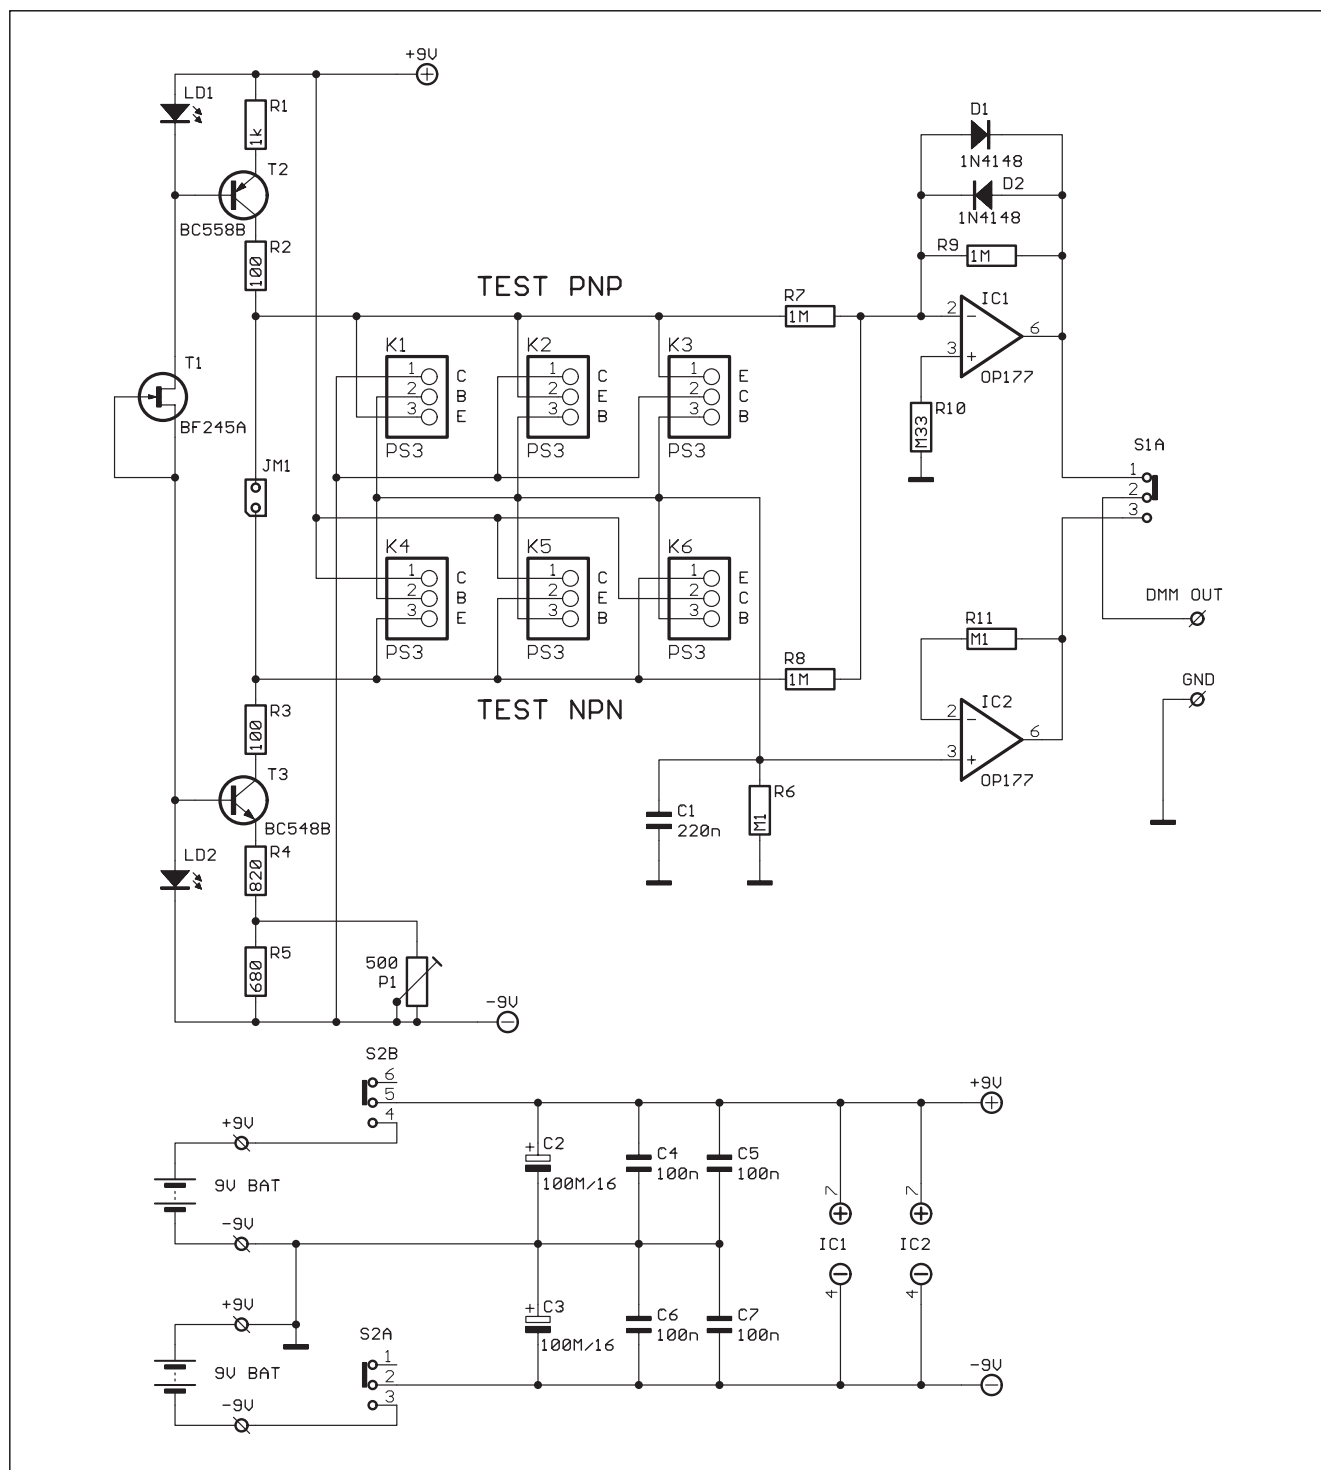 +9V
LD1
R1
1k
T2
BC558B
R2
100
T1
BF245A
JM1
R3
100
T3
BC548B
LD2
R4
820
R5
680
500
P1
-9V
TEST PNP
K1
1
2
3
C
B
E
PS3
K2
1
2
3
C
E
B
PS3
K3
1
2
3
E
C
B
PS3
K4
1
2
3
C
B
E
PS3
K5
1
2
3
C
E
B
PS3
K6
1
2
3
E
C
B
PS3
TEST NPN
R7
1M
R8
1M
D1
1N4148
D2
1N4148
R9
1M
IC1
2
-
3
+
6
OP177
R10
M33
S1A
1
2
3
DMM OUT
GND
R11
M1
IC2
2
-
3
+
6
OP177
C1
220n
R6
M1
S2B
6
5
4
+9V
9V BAT
-9V
+9V
9V BAT
-9V
S2A
1
2
3
+
C2
100M/16
C4
100n
C5
100n
+
C3
100M/16
C6
100n
C7
100n
7
IC1
4
7
IC2
4
+9V
-9V